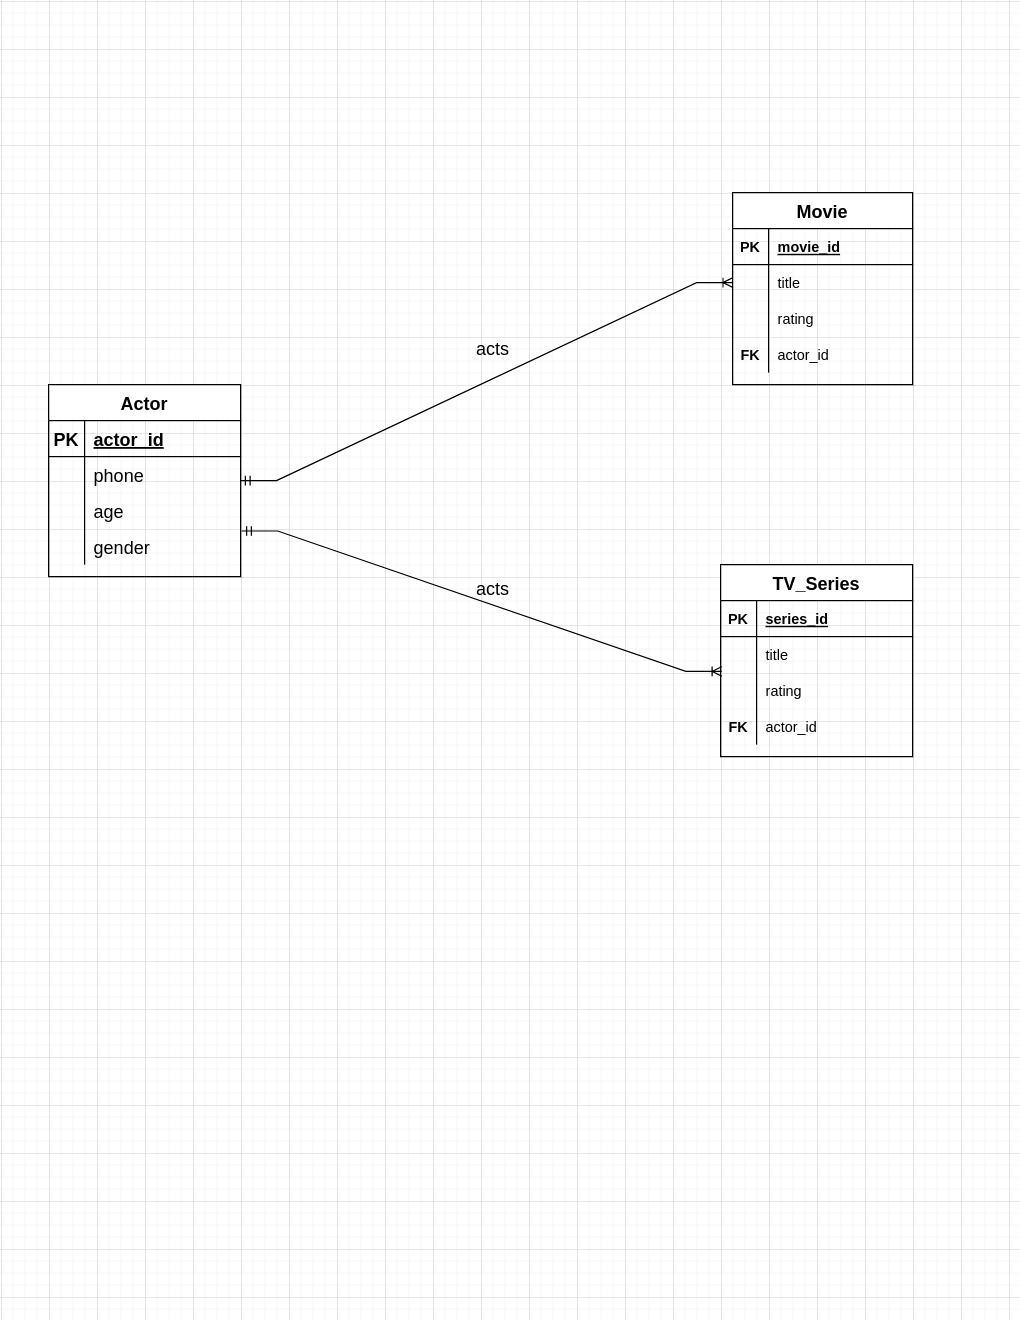 Movie
PK movie_id
title
rating
FK actor_id
acts
Actor
PK actor_id
phone
age
gender
acts
TV_Series
PK series_id
title
rating
FK actor_id